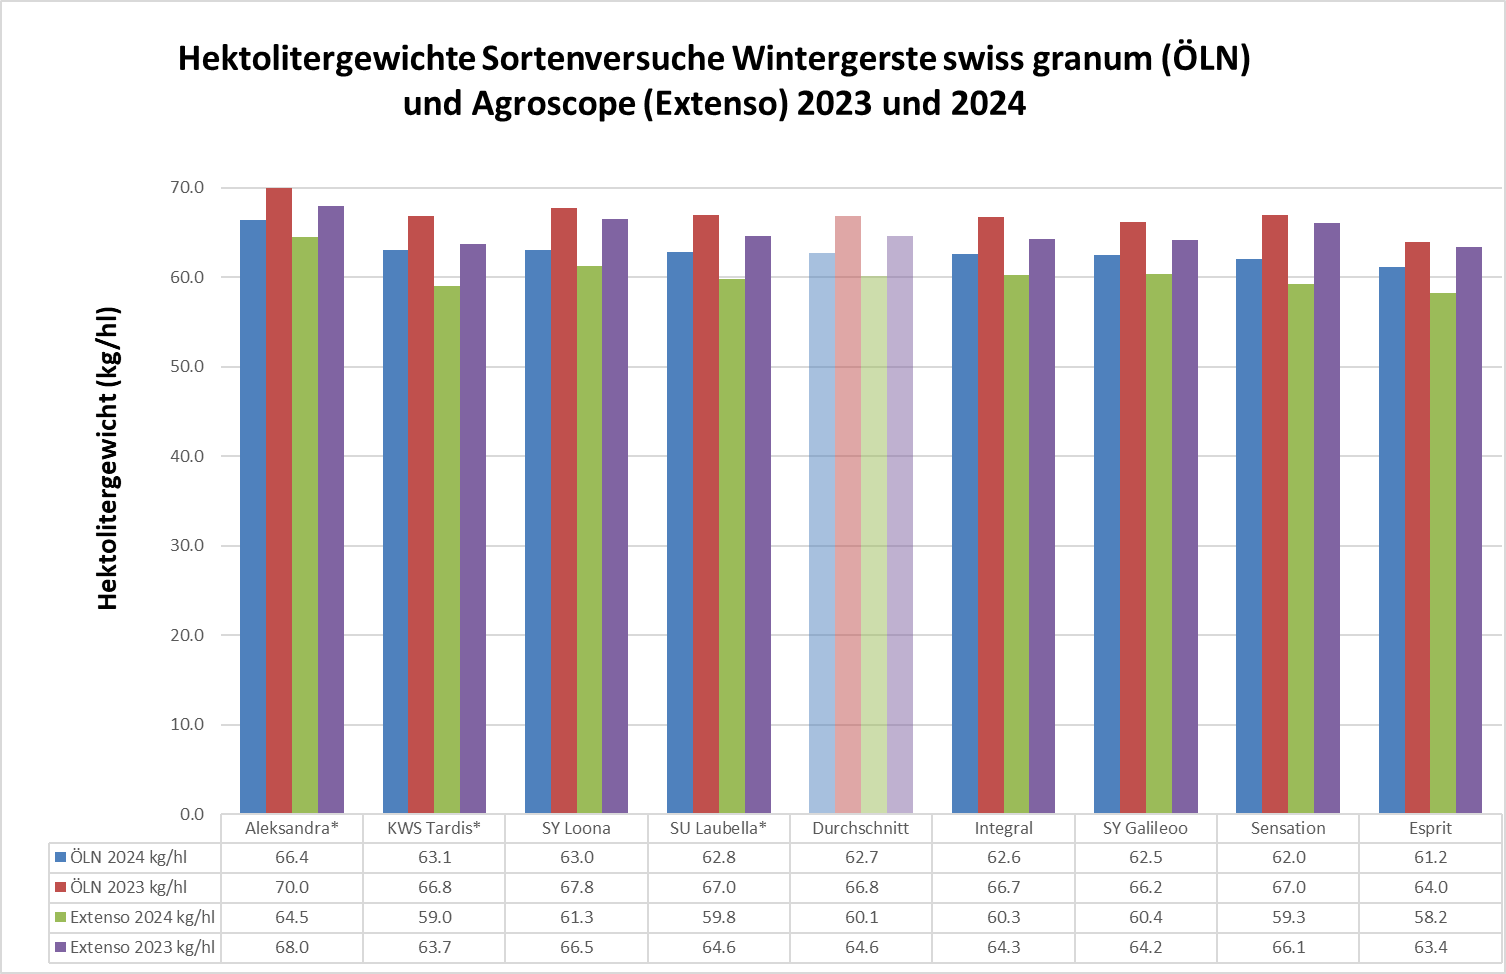 Hektolitergewichte Sortenversuche Wintergerste swiss granum (ÖLN)
und Agroscope (Extenso) 2023 und 2024
Hektolitergewicht (kg/hl)
70.0
60.0
50.0
40.0
30.0
20.0
10.0
0.0
Aleksandra* KWS Tardis* SY Loona SU Laubella* Durchschnitt Integral SY Galileoo Sensation Esprit
ÖLN 2024 kg/hl 66.4 63.1 63.0 62.8 62.7 62.6 62.5 62.0 61.2
ÖLN 2023 kg/hl 70.0 66.8 67.8 67.0 66.8 66.7 66.2 67.0 64.0
Extenso 2024 kg/hl 64.5 59.0 61.3 59.8 60.1 60.3 60.4 59.3 58.2
Extenso 2023 kg/hl 68.0 63.7 66.5 64.6 64.6 64.3 64.2 66.1 63.4